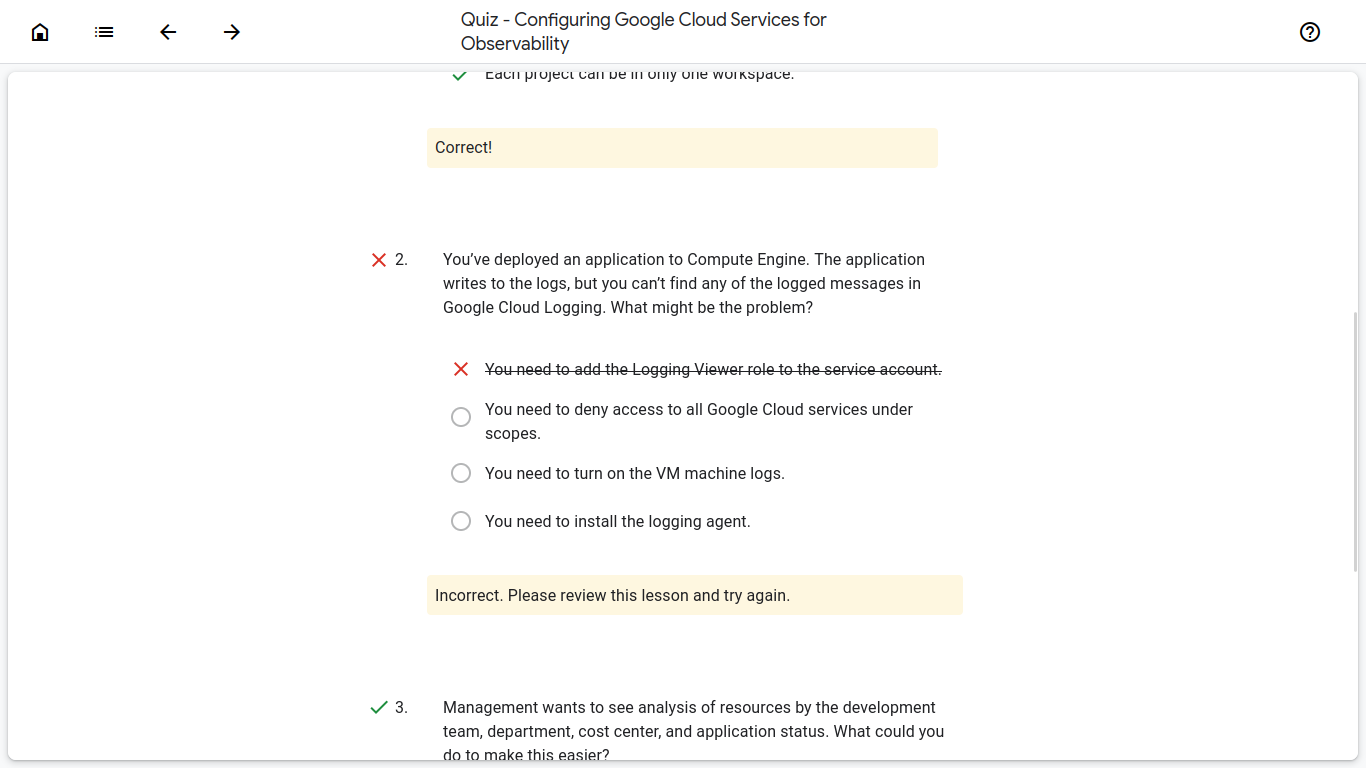 Quiz - Configuring Google Cloud Services for
Observability
Each project can be in only one workspace.
Correct!
2. You’ve deployed an application to Compute Engine. The application
writes to the logs, but you can’t find any of the logged messages in
Google Cloud Logging. What might be the problem?
You need to add the Logging Viewer role to the service account.
You need to deny access to all Google Cloud services under
scopes.
You need to turn on the VM machine logs.
You need to install the logging agent.
Incorrect. Please review this lesson and try again.
3. Management wants to see analysis of resources by the development
team, department, cost center, and application status. What could you
do to make this easier?